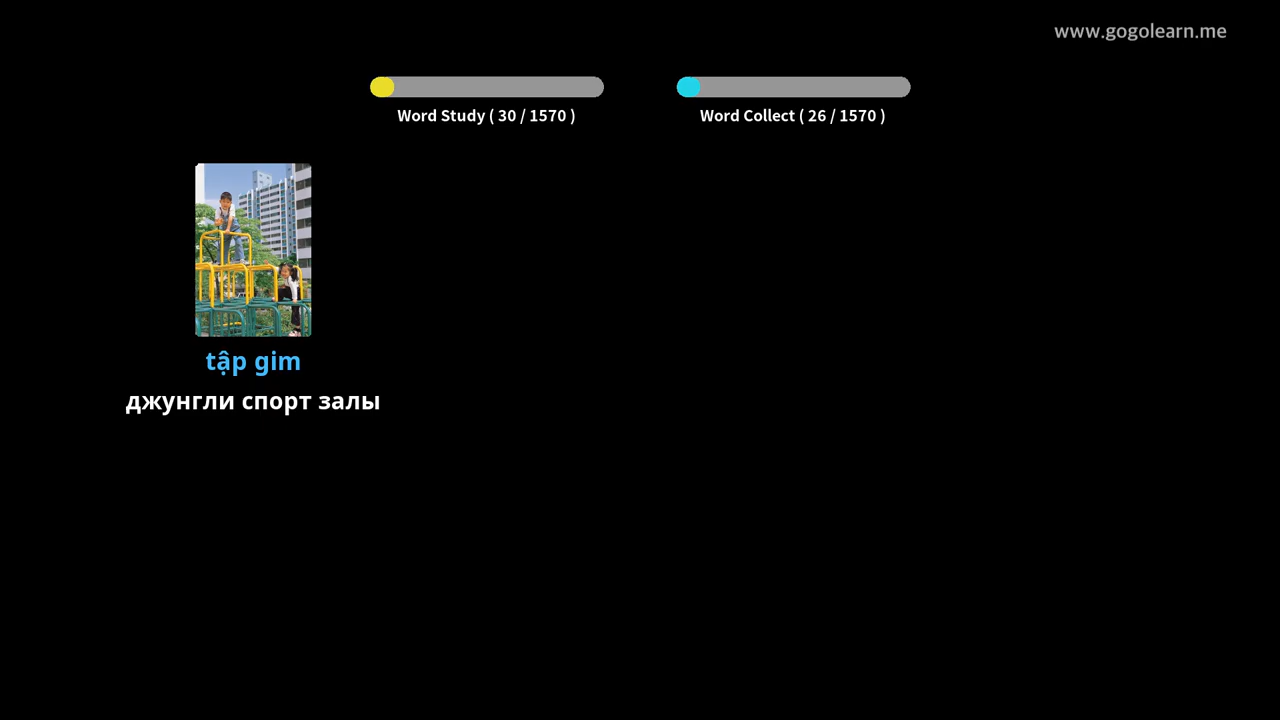 www.gogolearn.me
Word Study ( 30 / 1570 )
Word Collect ( 26 / 1570 )
tập gim
джунгли спорт залы